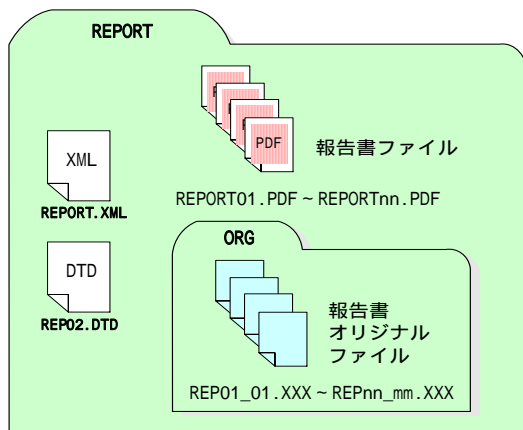 REPORT
PDF
報告書ファイル
XML
REPORT.XML
REPORT01.PDF~REPORTnn.PDF
ORG
DTD
REP02.DTD
報告書
オリジナル
ファイル
REP01_01.XXX~REPnn_mm.XXX